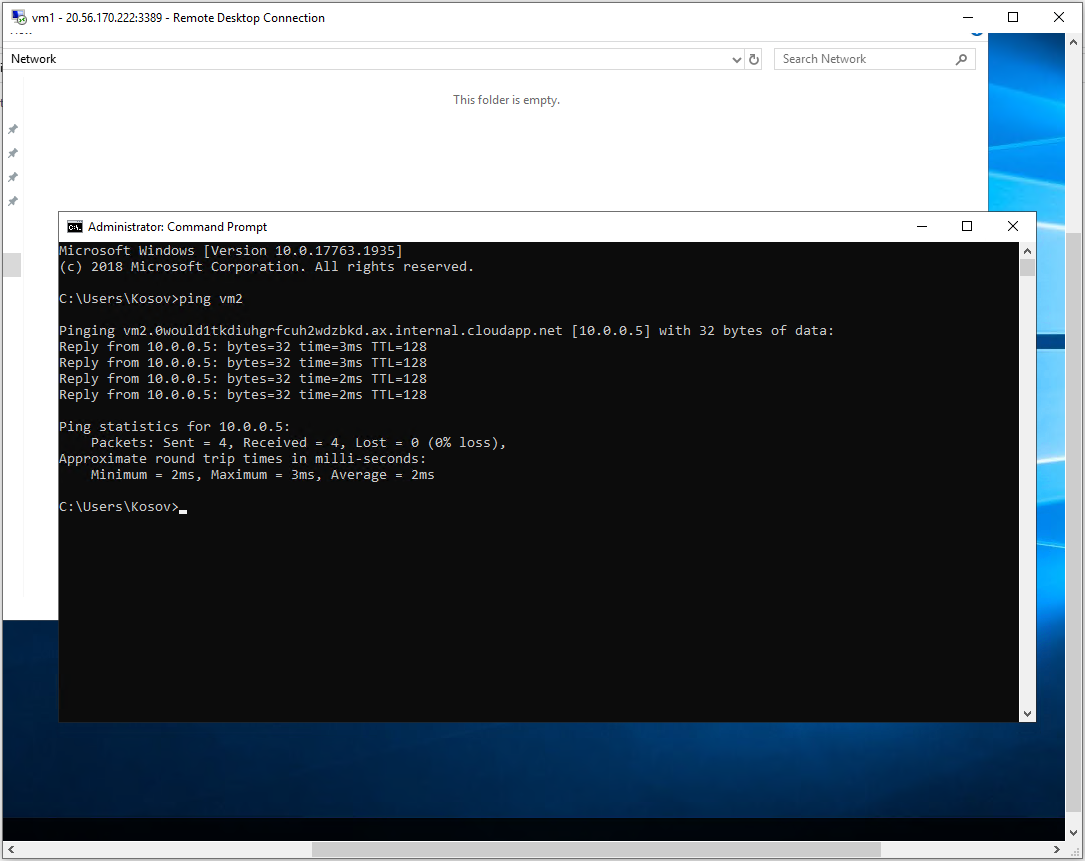 vm1 - 20.56.170.222:3389 - Remote Desktop Connection
Network
Search Network
This folder is empty.
Administrator: Command Prompt
Microsoft Windows [Version 10.0.17763.1935]
(c) 2018 Microsoft Corporation. All rights reserved.
C:\Users\Kosov>ping vm2
Pinging vm2.0would1tkdiuhgrfcuh2wdzbkd.ax.internal.cloudapp.net [10.0.0.5] with 32 bytes of data:
Reply from 10.0.0.5: bytes=32 time=3ms TTL=128
Reply from 10.0.0.5: bytes=32 time=3ms TTL=128
Reply from 10.0.0.5: bytes=32 time=2ms TTL=128
Reply from 10.0.0.5: bytes=32 time=2ms TTL=128
Ping statistics for 10.0.0.5:
Packets: Sent = 4, Received = 4, Lost = 0 (0% loss),
Approximate round trip times in milli-seconds:
Minimum = 2ms, Maximum = 3ms, Average = 2ms
C:\Users\Kosov>